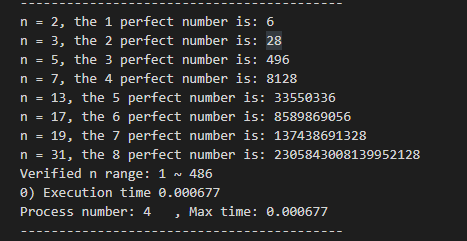 -------------------------------------------
n = 2, the 1 perfect number is: 6
n = 3, the 2 perfect number is: 28
n = 5, the 3 perfect number is: 496
n = 7, the 4 perfect number is: 8128
n = 13, the 5 perfect number is: 33550336
n = 17, the 6 perfect number is: 8589869056
n = 19, the 7 perfect number is: 137438691328
n = 31, the 8 perfect number is: 2305843008139952128
Verified n range: 1 ~ 486
0) Execution time 0.000677
Process number: 4   , Max time: 0.000677
-------------------------------------------